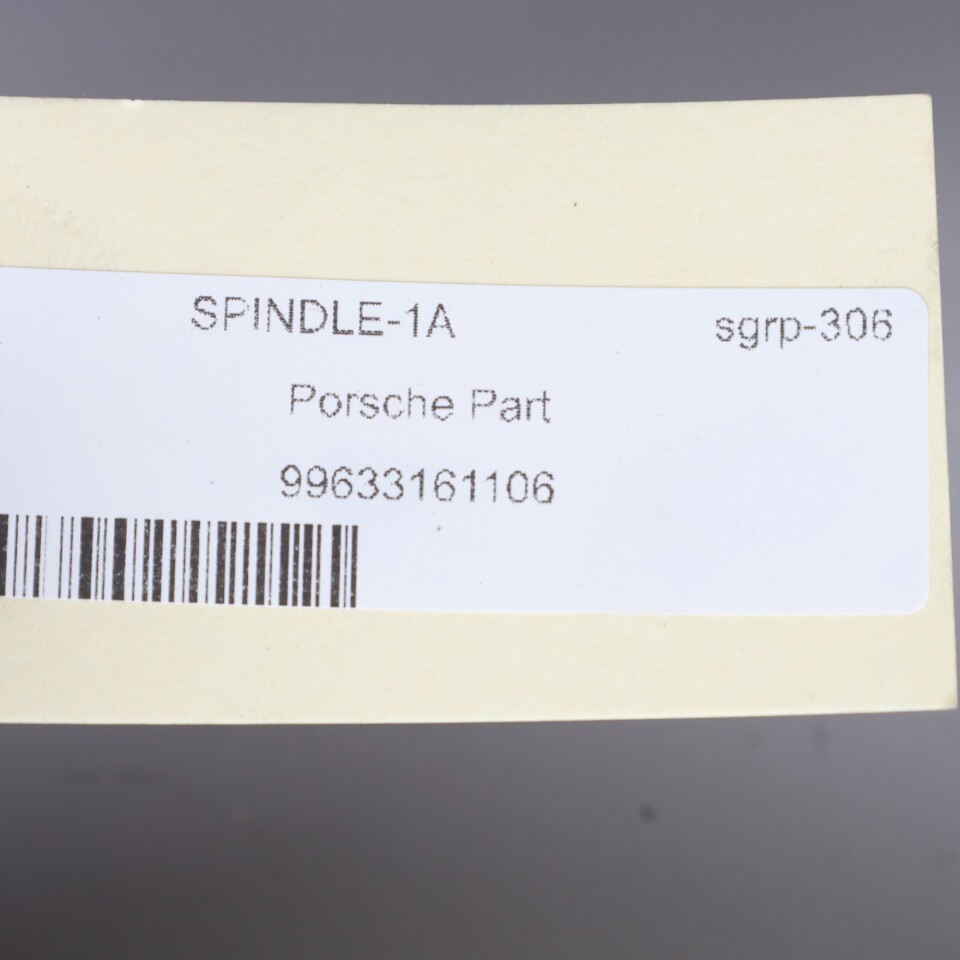 SPINDLE-1A sgrp-306
Porsche Part
99633161106